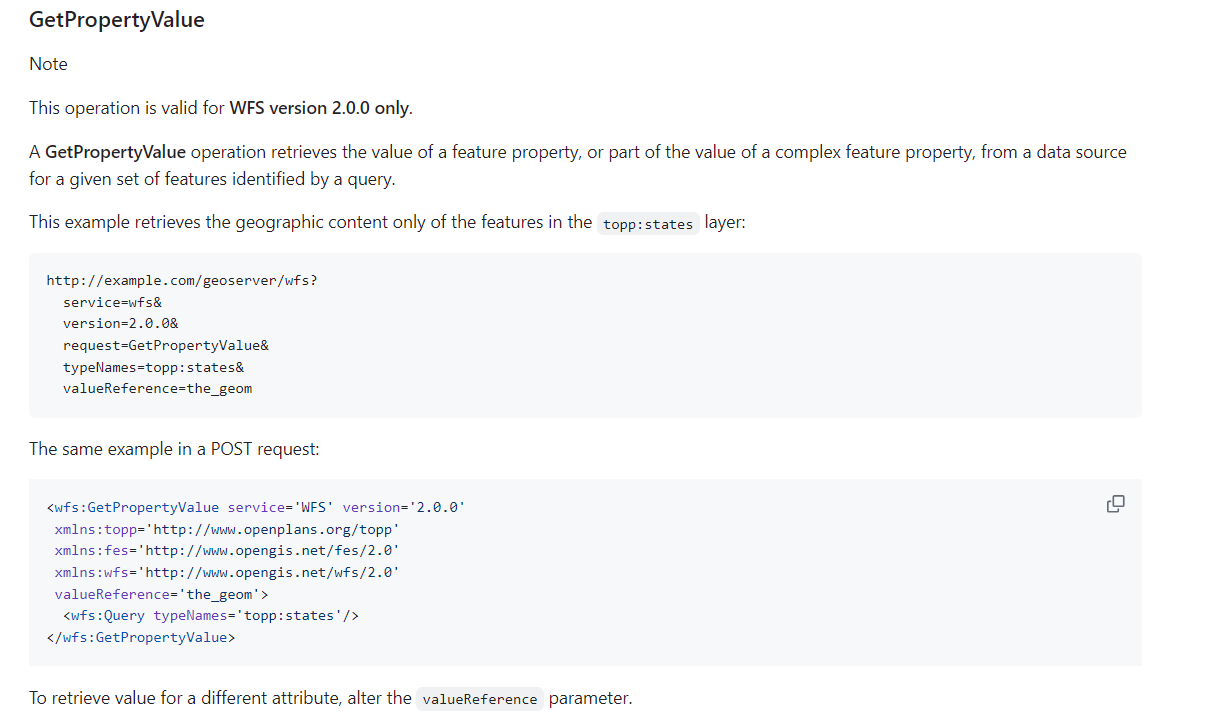 GetPropertyValue
Note
This operation is valid for WFS version 2.0.0 only.
A GetPropertyValue operation retrieves the value of a feature property, or part of the value of a complex feature property, from a data source
for a given set of features identified by a query.
This example retrieves the geographic content only of the features in the topp:states layer:
http://example.com/geoserver/wfs?
  service=wfs&
  version=2.0.0&
  request=GetPropertyValue&
  typeNames=topp:states&
  valueReference=the_geom
The same example in a POST request:
<wfs:GetPropertyValue service='WFS' version='2.0.0'
 xmlns:topp='http://www.openplans.org/topp'
 xmlns:fes='http://www.opengis.net/fes/2.0'
 xmlns:wfs='http://www.opengis.net/wfs/2.0'
 valueReference='the_geom'>
  <wfs:Query typeNames='topp:states'/>
</wfs:GetPropertyValue>
To retrieve value for a different attribute, alter the valueReference parameter.